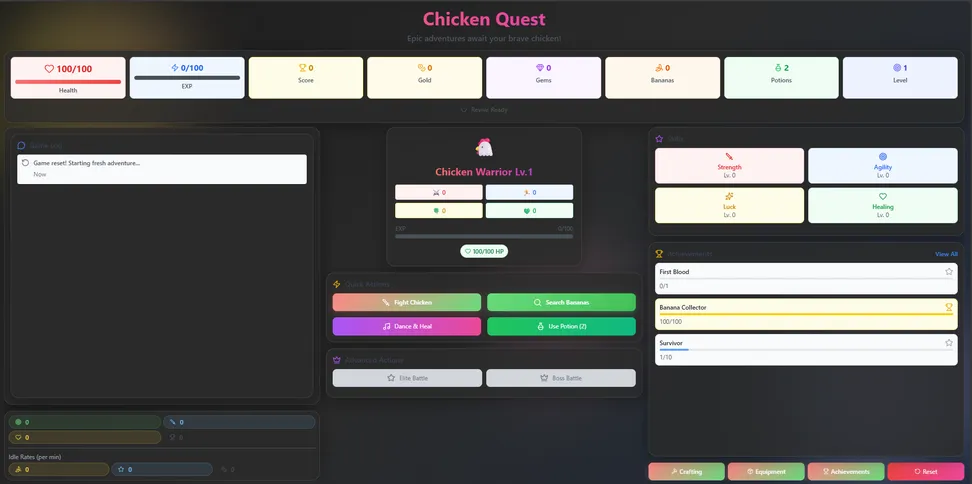 Chicken Quest
Epic adventures await your brave chicken!
100/100
Health
0/100
EXP
0
Score
0
Gold
0
Gems
0
Bananas
2
Potions
1
Level
Revive Ready
Game Log
Game reset! Starting fresh adventure...
Now
0
0
0
0
Idle Rates (per min)
0
0
0
Chicken Warrior Lv.1
0
0
0
0
EXP
0/100
100/100 HP
Quick Actions
Fight Chicken
Search Bananas
Dance & Heal
Use Potion (2)
Advanced Actions
Elite Battle
Boss Battle
Skills
Strength
Lv. 0
Agility
Lv. 0
Luck
Lv. 0
Healing
Lv. 0
Achievements
View All
First Blood
0/1
Banana Collector
100/100
Survivor
1/10
Crafting
Equipment
Achievements
Reset